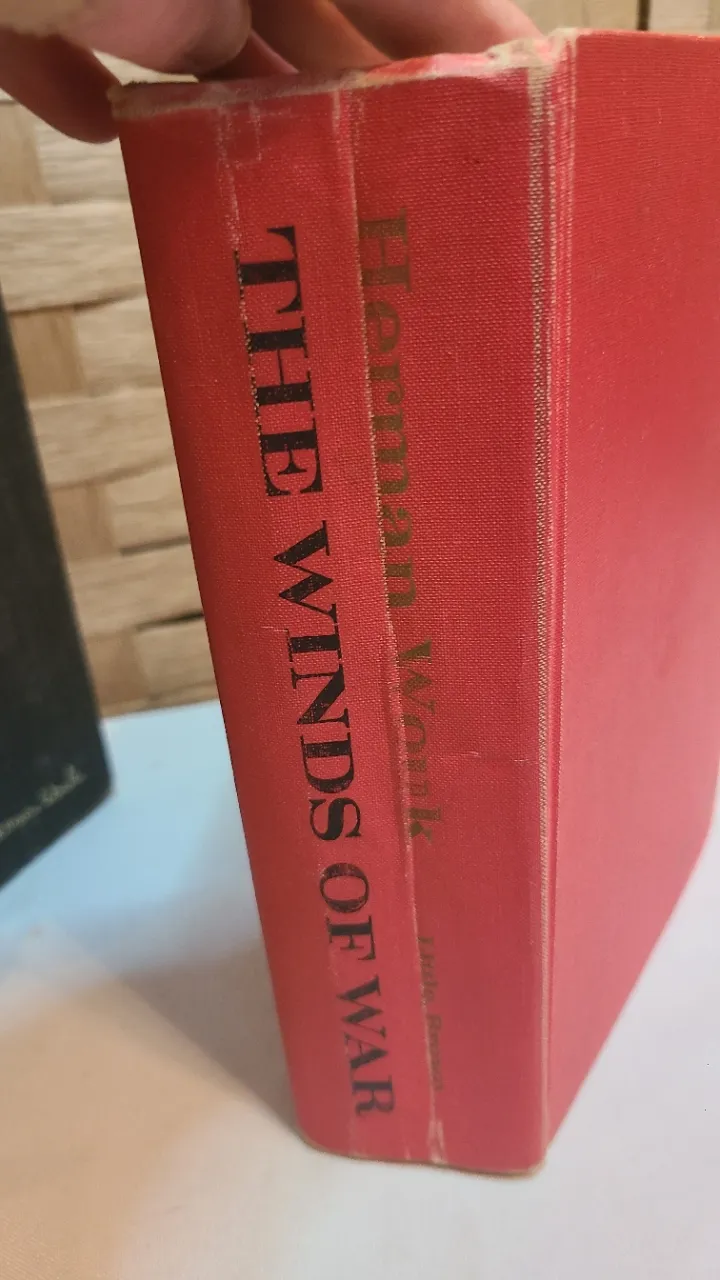 Herman Wouk
THE WINDS OF WAR
Little, Brown